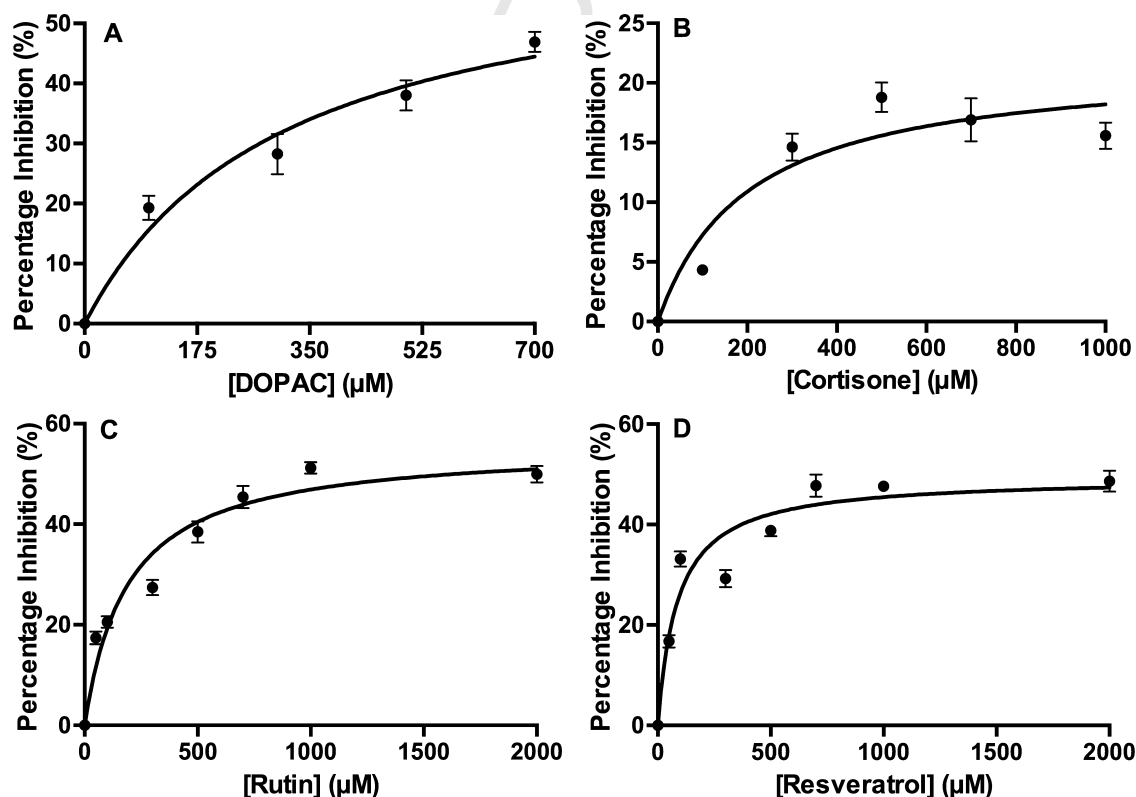 A
Percentage Inhibition (%)
50
40
30
20
10
0
0 175 350 525 700
[DOPAC] (µM)
B
Percentage Inhibition (%)
25
20
15
10
5
0
0 200 400 600 800 1000
[Cortisone] (µM)
C
Percentage Inhibition (%)
60
40
20
0
0 500 1000 1500 2000
[Rutin] (µM)
D
Percentage Inhibition (%)
60
40
20
0
0 500 1000 1500 2000
[Resveratrol] (µM)